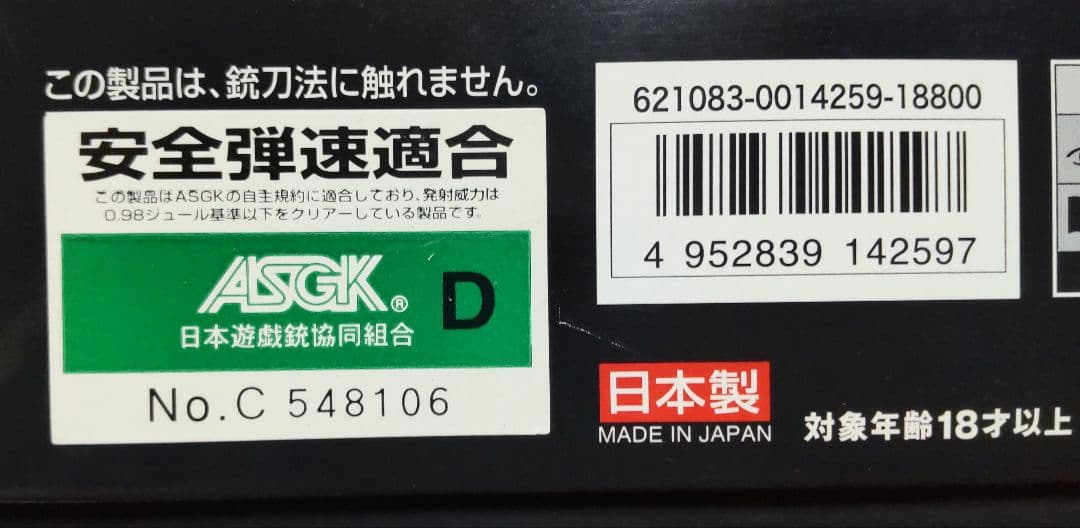 この製品は、銃刀法に触れません。
安全弾速適合
この製品はASGKの自主規約に適合しており、発射威力は
0.98ジュール基準以下をクリアーしている製品です。
ASGK® D
日本遊戯銃協同組合
No.C 548106
621083-0014259-18800
4 952839 142597
日本製
MADE IN JAPAN
対象年齢18才以上